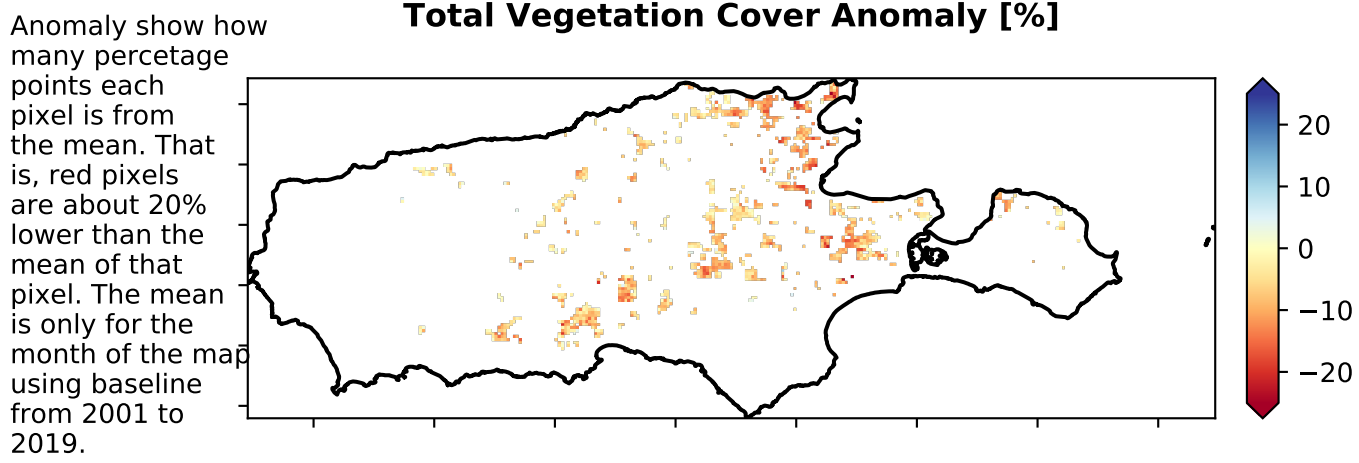 Total Vegetation Cover Anomaly [%]
Anomaly show how
many percetage
points each
pixel is from
the mean. That
is, red pixels
are about 20%
lower than the
mean of that
pixel. The mean
is only for the
month of the map
using baseline
from 2001 to
2019.
20
10
0
−10
−20